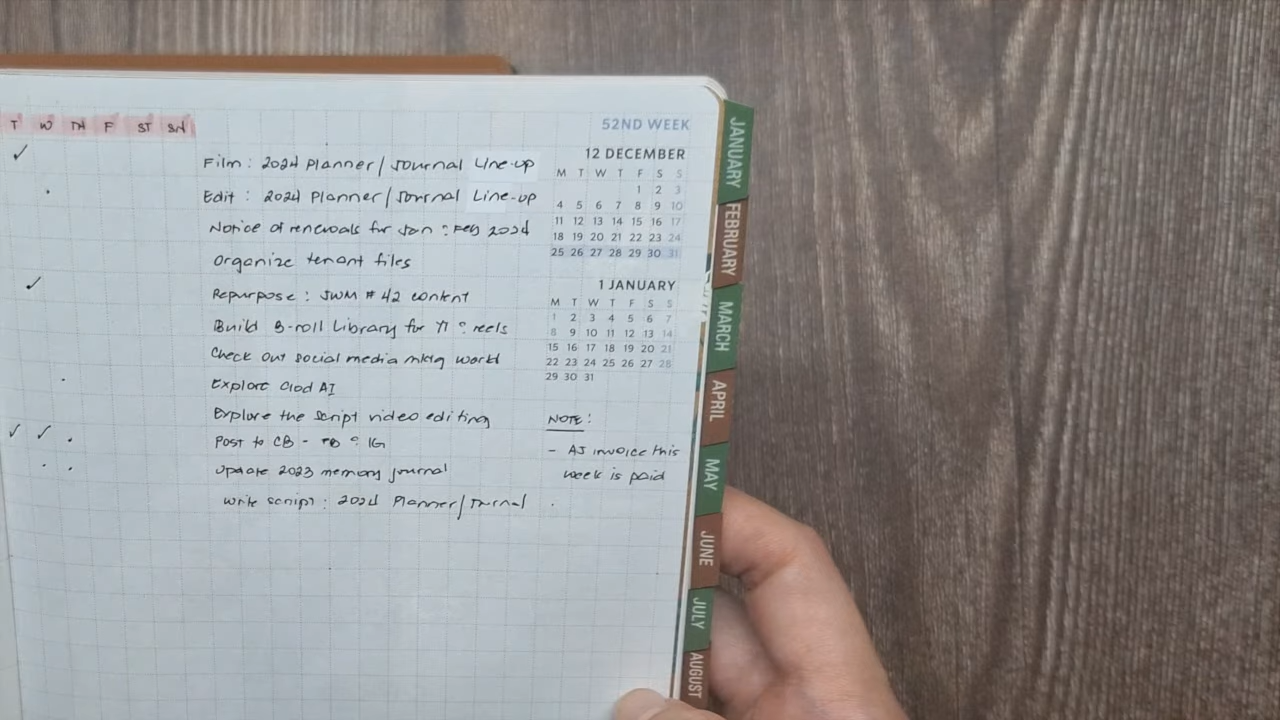 T W TH F ST SN
52ND WEEK
12 DECEMBER
M T W T F S S
1 2 3
4 5 6 7 8 9 10
11 12 13 14 15 16 17
18 19 20 21 22 23 24
25 26 27 28 29 30 31
1 JANUARY
M T W T F S S
1 2 3 4 5 6 7
8 9 10 11 12 13 14
15 16 17 18 19 20 21
22 23 24 25 26 27 28
29 30 31
Film: 2024 Planner/Journal Line-up
Edit: 2024 Planner/Journal Line-up
Notice of renewals for Jan & Feb 2024
Organize tenant files
Repurpose: JWM #42 content
Build B-roll Library for YT & reels
Check out social media mktg world
Explore Clod AI
Explore the script video editing
Post to CB - FB & IG
Update 2023 memory journal
Write script: 2024 Planner/Journal
NOTE:
- AJ invoice this
week is paid
JANUARY
FEBRUARY
MARCH
APRIL
MAY
JUNE
JULY
AUGUST